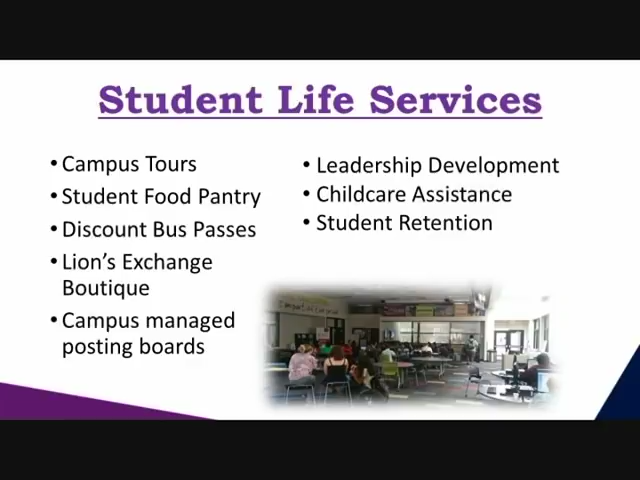 Student Life Services
• Campus Tours
• Student Food Pantry
• Discount Bus Passes
• Lion's Exchange
Boutique
• Campus managed
posting boards
• Leadership Development
• Childcare Assistance
• Student Retention